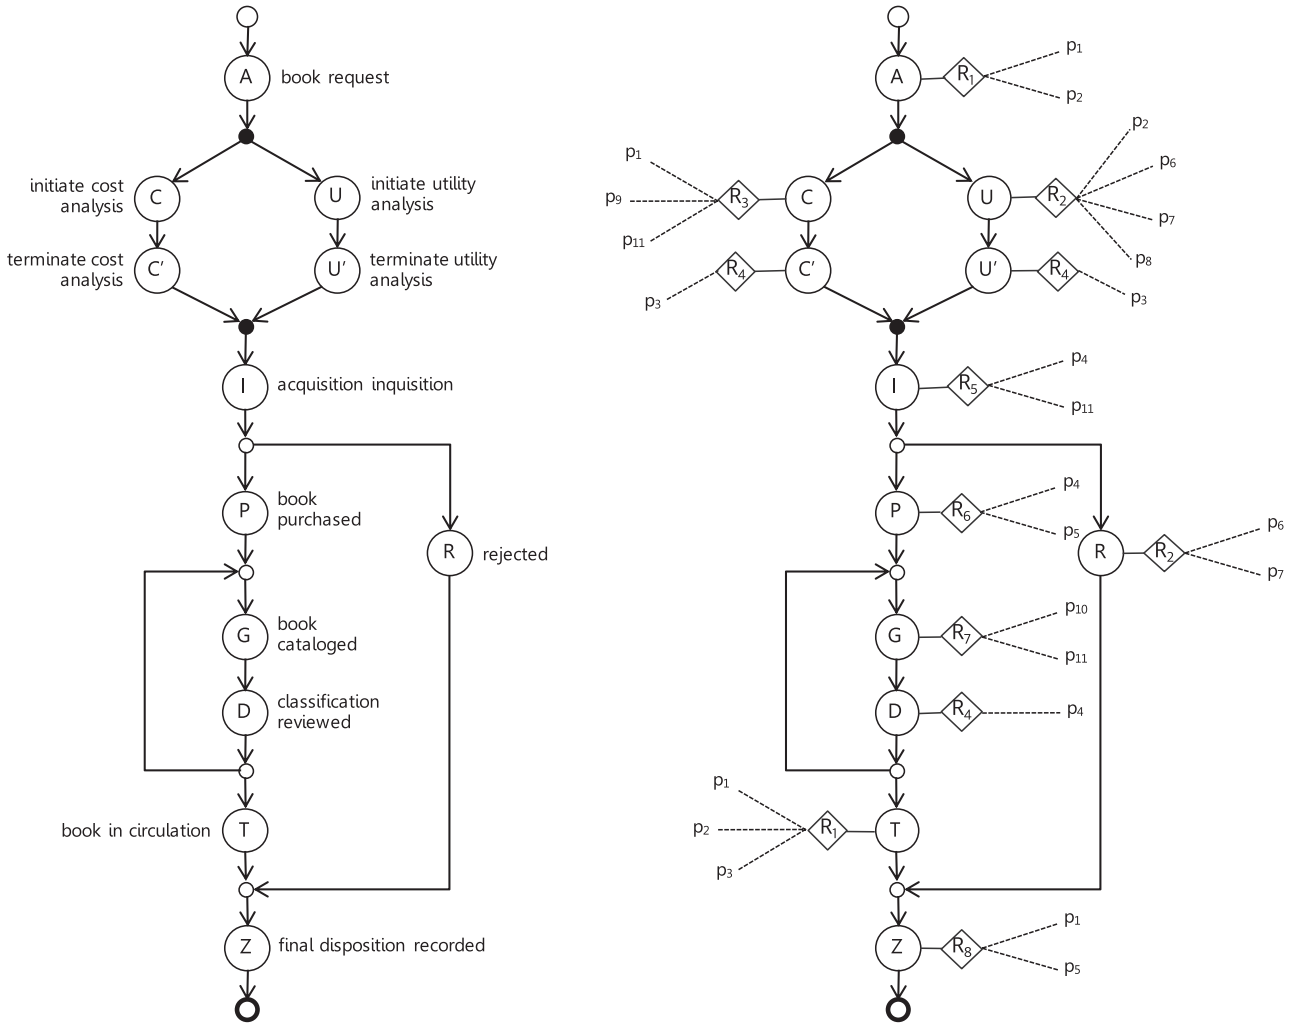 A
book request
initiate cost
analysis
C
U
initiate utility
analysis
terminate cost
analysis
C′
U'
terminate utility
analysis
I
acquisition inquisition
P
book
purchased
R
rejected
G
book
cataloged
D
classification
reviewed
book in circulation
T
Z
final disposition recorded
A
R1
p1
p2
p1
p9
p11
R3
C
U
R2
p2
p6
p7
p8
p3
R4
C′
U′
R4
p3
I
R5
p4
p11
P
R6
p4
p5
R
R2
p6
p7
G
R7
p10
p11
D
R4
p4
p1
p2
p3
R1
T
Z
R8
p1
p5